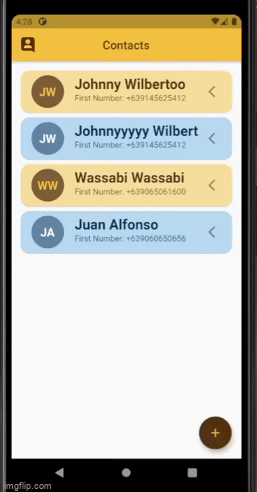 4:28
Contacts
JW
Johnny Wilbertoo
First Number: +639145625412
JW
Johnnyyyyy Wilbert
First Number: +639145625412
WW
Wassabi Wassabi
First Number: +639065061600
JA
Juan Alfonso
First Number: +639060650656
+
imgflip.com